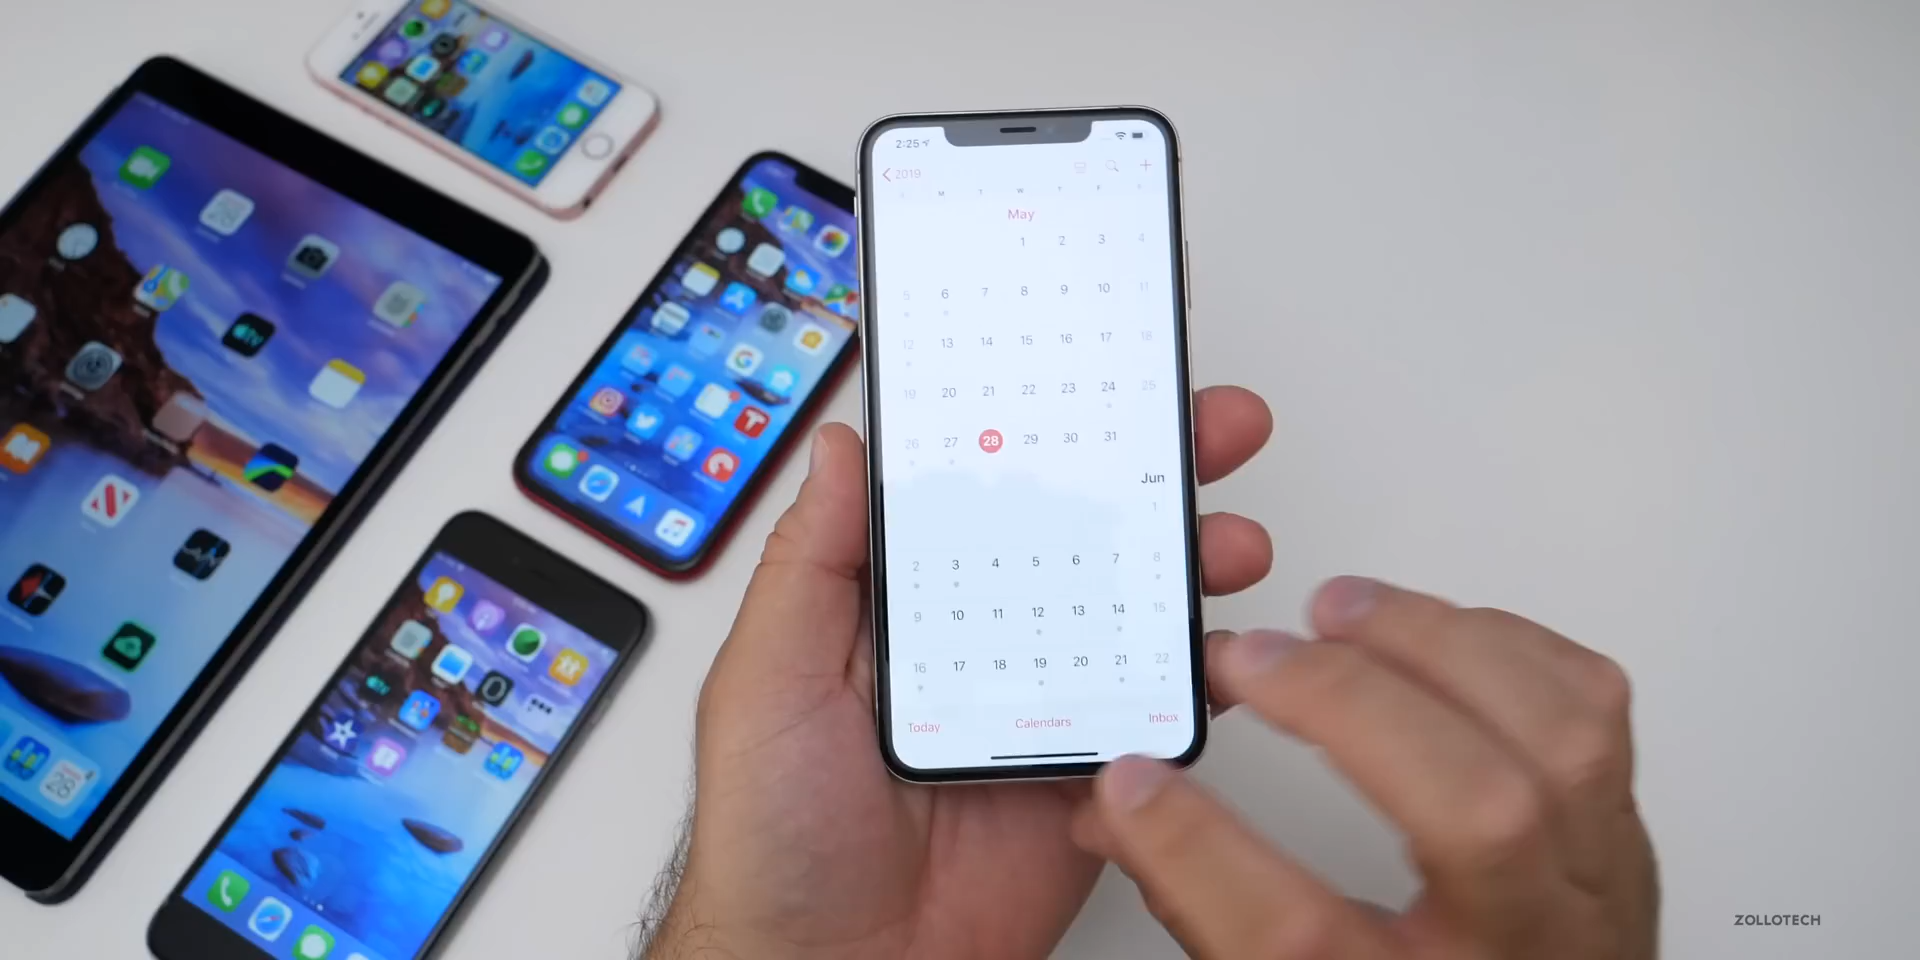 2:25
2019
M T W T F
May
1 2 3 4
5 6 7 8 9 10 11
12 13 14 15 16 17 18
19 20 21 22 23 24 25
26 27 28 29 30 31
Jun
1
2 3 4 5 6 7 8
9 10 11 12 13 14 15
16 17 18 19 20 21 22
Today Calendars Inbox
28
ZOLLOTECH